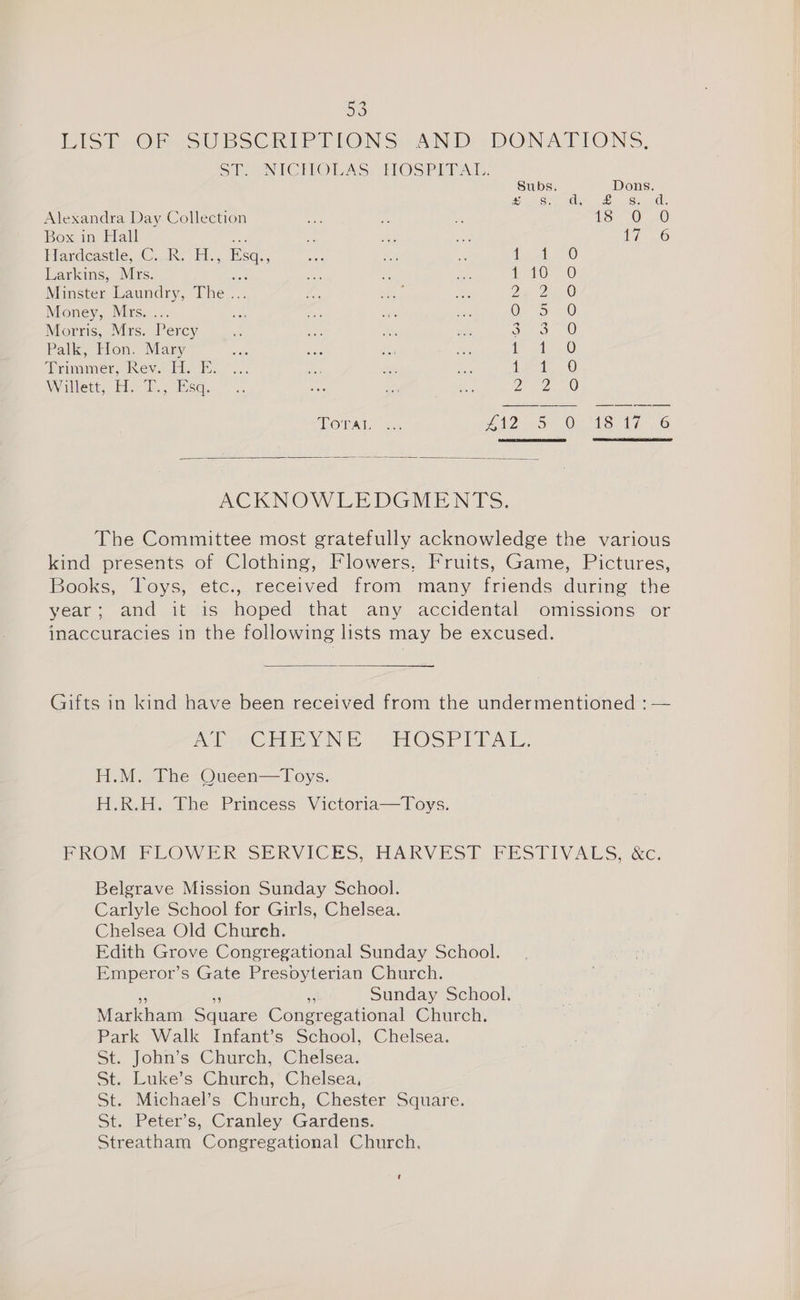 53
LIST OF SUBSCRIPTIONS AND DONATIONS,
ST. NICHOLAS HOSPITAL.
Subs. Dons.
£ s. d. £ s. d.
Alexandra Day Collection ... .. .. 18 0 0
Box in Hall ... .. ... ... 17 6
Hardcastle, C. R. H., Esq., ... ... .. 1 1 0
Larkins, Mrs. ... ... .. ... 1 10 0
Minster Laundry, The ... ... ... ... 2 2 0
Money, Mrs. ... ... ... ... ... 0 5 0
Morris, Mrs. Percy .. ... ... ... 3 3 0
Palk, Hon. Mary ... ... ... ... 1 1 0
Trimmer, Rev. H. E. ... ... ... ... 1 1 0
Willett, H. T., Esq. .. ... ... ... 2 2 0
TOTAL ... £12 5 0 18 17 6
ACKNOWLEDGMENTS.
The Committee most gratefully acknowledge the various
kind presents of Clothing, Flowers, Fruits, Game, Pictures,
Books, Toys, etc., received from many friends during the
year; and it is hoped that any accidental omissions or
inaccuracies in the following lists may be excused.
Gifts in kind have been received from the undermentioned :—
AT CHEYNE HOSPITAL.
H.M. The Queen—Toys.
H.R.H. The Princess Victoria—Toys.
FROM FLOWER SERVICES, HARVEST FESTIVALS, &c.
Belgrave Mission Sunday School.
Carlyle School for Girls, Chelsea.
Chelsea Old Church.
Edith Grove Congregational Sunday School.
Emperor's Gate Presbyterian Church.
" " " Sunday School.
Markham Square Congregational Church.
Park Walk Infant's School, Chelsea.
St. John's Church, Chelsea.
St. Luke's Church, Chelsea,
St. Michael's Church, Chester Square.
St. Peter's, Cranley Gardens.
Streatham Congregational Church.